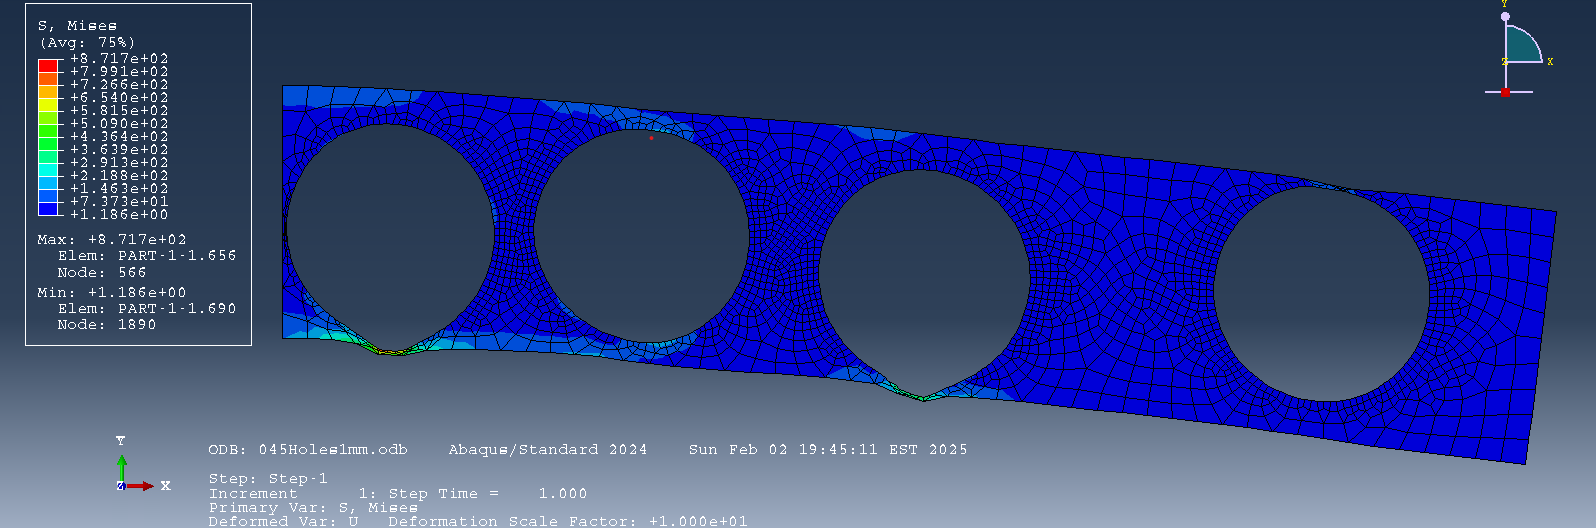 S, Mises
(Avg: 75%)
+8.717e+02
+7.991e+02
+7.266e+02
+6.540e+02
+5.815e+02
+5.090e+02
+4.364e+02
+3.639e+02
+2.913e+02
+2.188e+02
+1.463e+02
+7.373e+01
+1.186e+00
Max: +8.717e+02
Elem: PART-1-1.656
Node: 566
Min: +1.186e+00
Elem: PART-1-1.690
Node: 1890
Y
Z X
Y
Z X
ODB: 045Holes1mm.odb Abaqus/Standard 2024 Sun Feb 02 19:45:11 EST 2025
Step: Step-1
Increment 1: Step Time = 1.000
Primary Var: S, Mises
Deformed Var: U Deformation Scale Factor: +1.000e+01